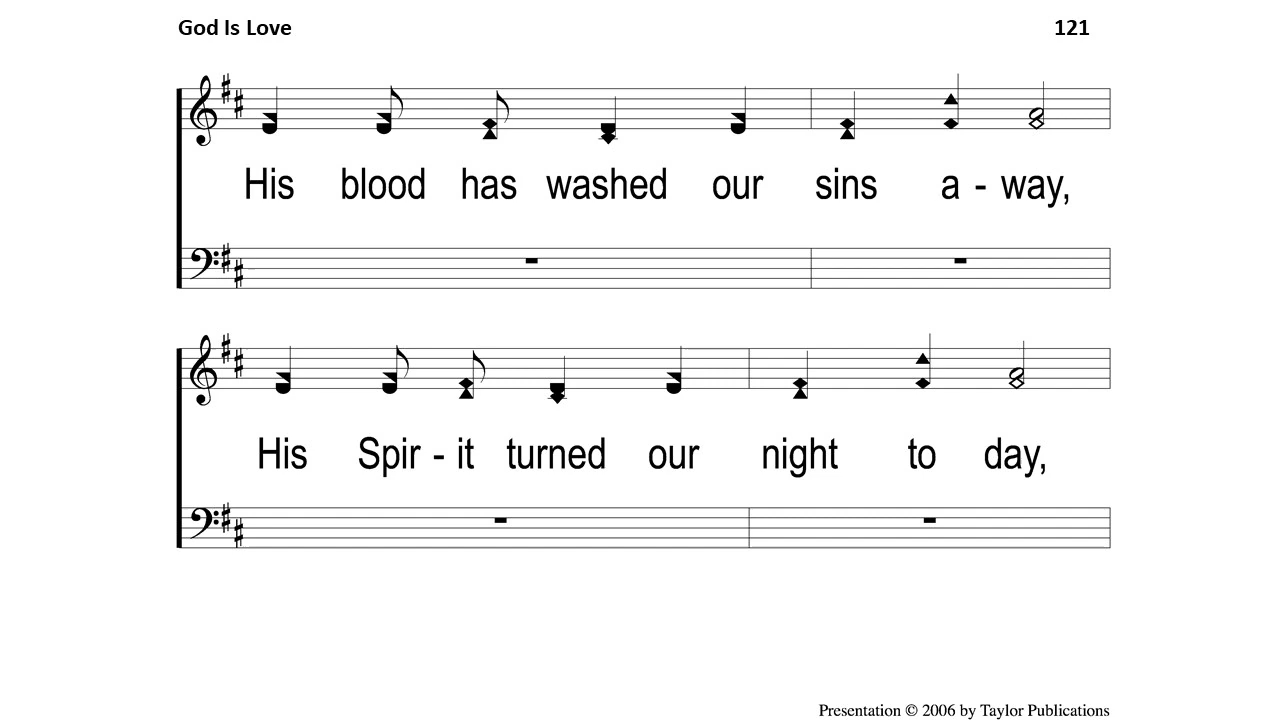 God Is Love 121
His blood has washed our sins a - way,
His Spir - it turned our night to day,
Presentation © 2006 by Taylor Publications